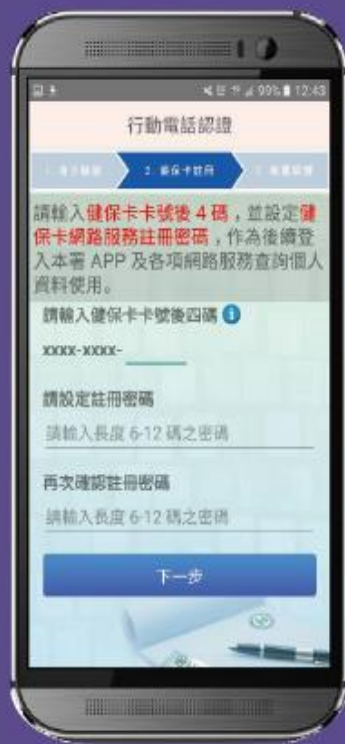 99% 12:43
行動電話認證
2. 健保卡註冊
請輸入健保卡卡號後 4 碼，並設定健
保卡網路服務註冊密碼，作為後續登
入本署 APP 及各項網路服務查詢個人
資料使用。
請輸入健保卡卡號後四碼 i
xxxx-xxxx-
請設定註冊密碼
請輸入長度 6-12 碼之密碼
再次確認註冊密碼
請輸入長度 6-12 碼之密碼
下一步